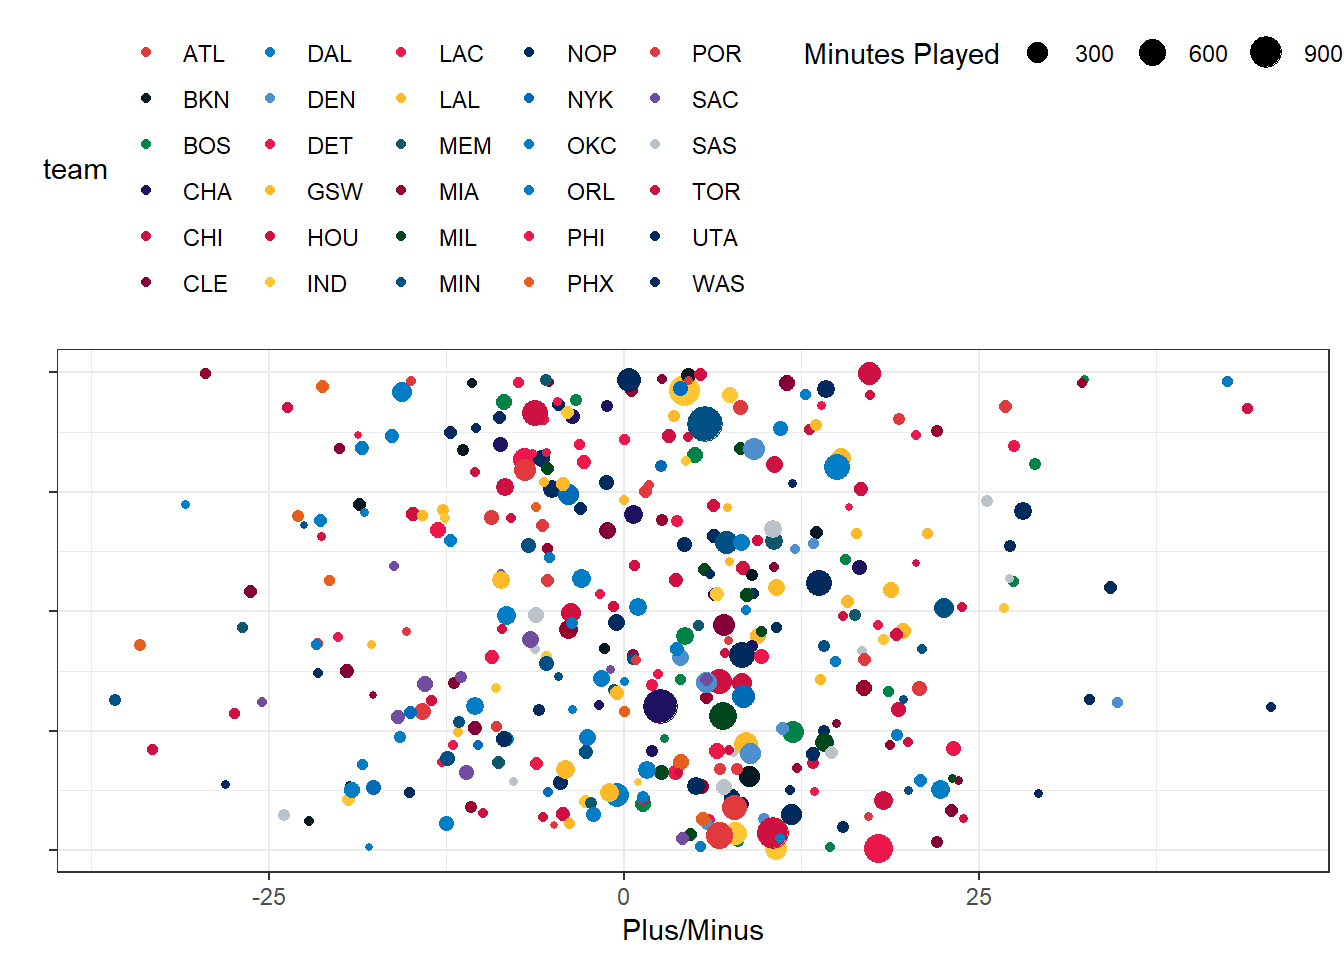 ATL DAL LAC NOP POR Minutes Played 300 600 900
BKN DEN LAL NYK SAC
BOS DET MEM OKC SAS
team
CHA GSW MIA ORL TOR
CHI HOU MIL PHI UTA
CLE IND MIN PHX WAS
-25 0 25
Plus/Minus